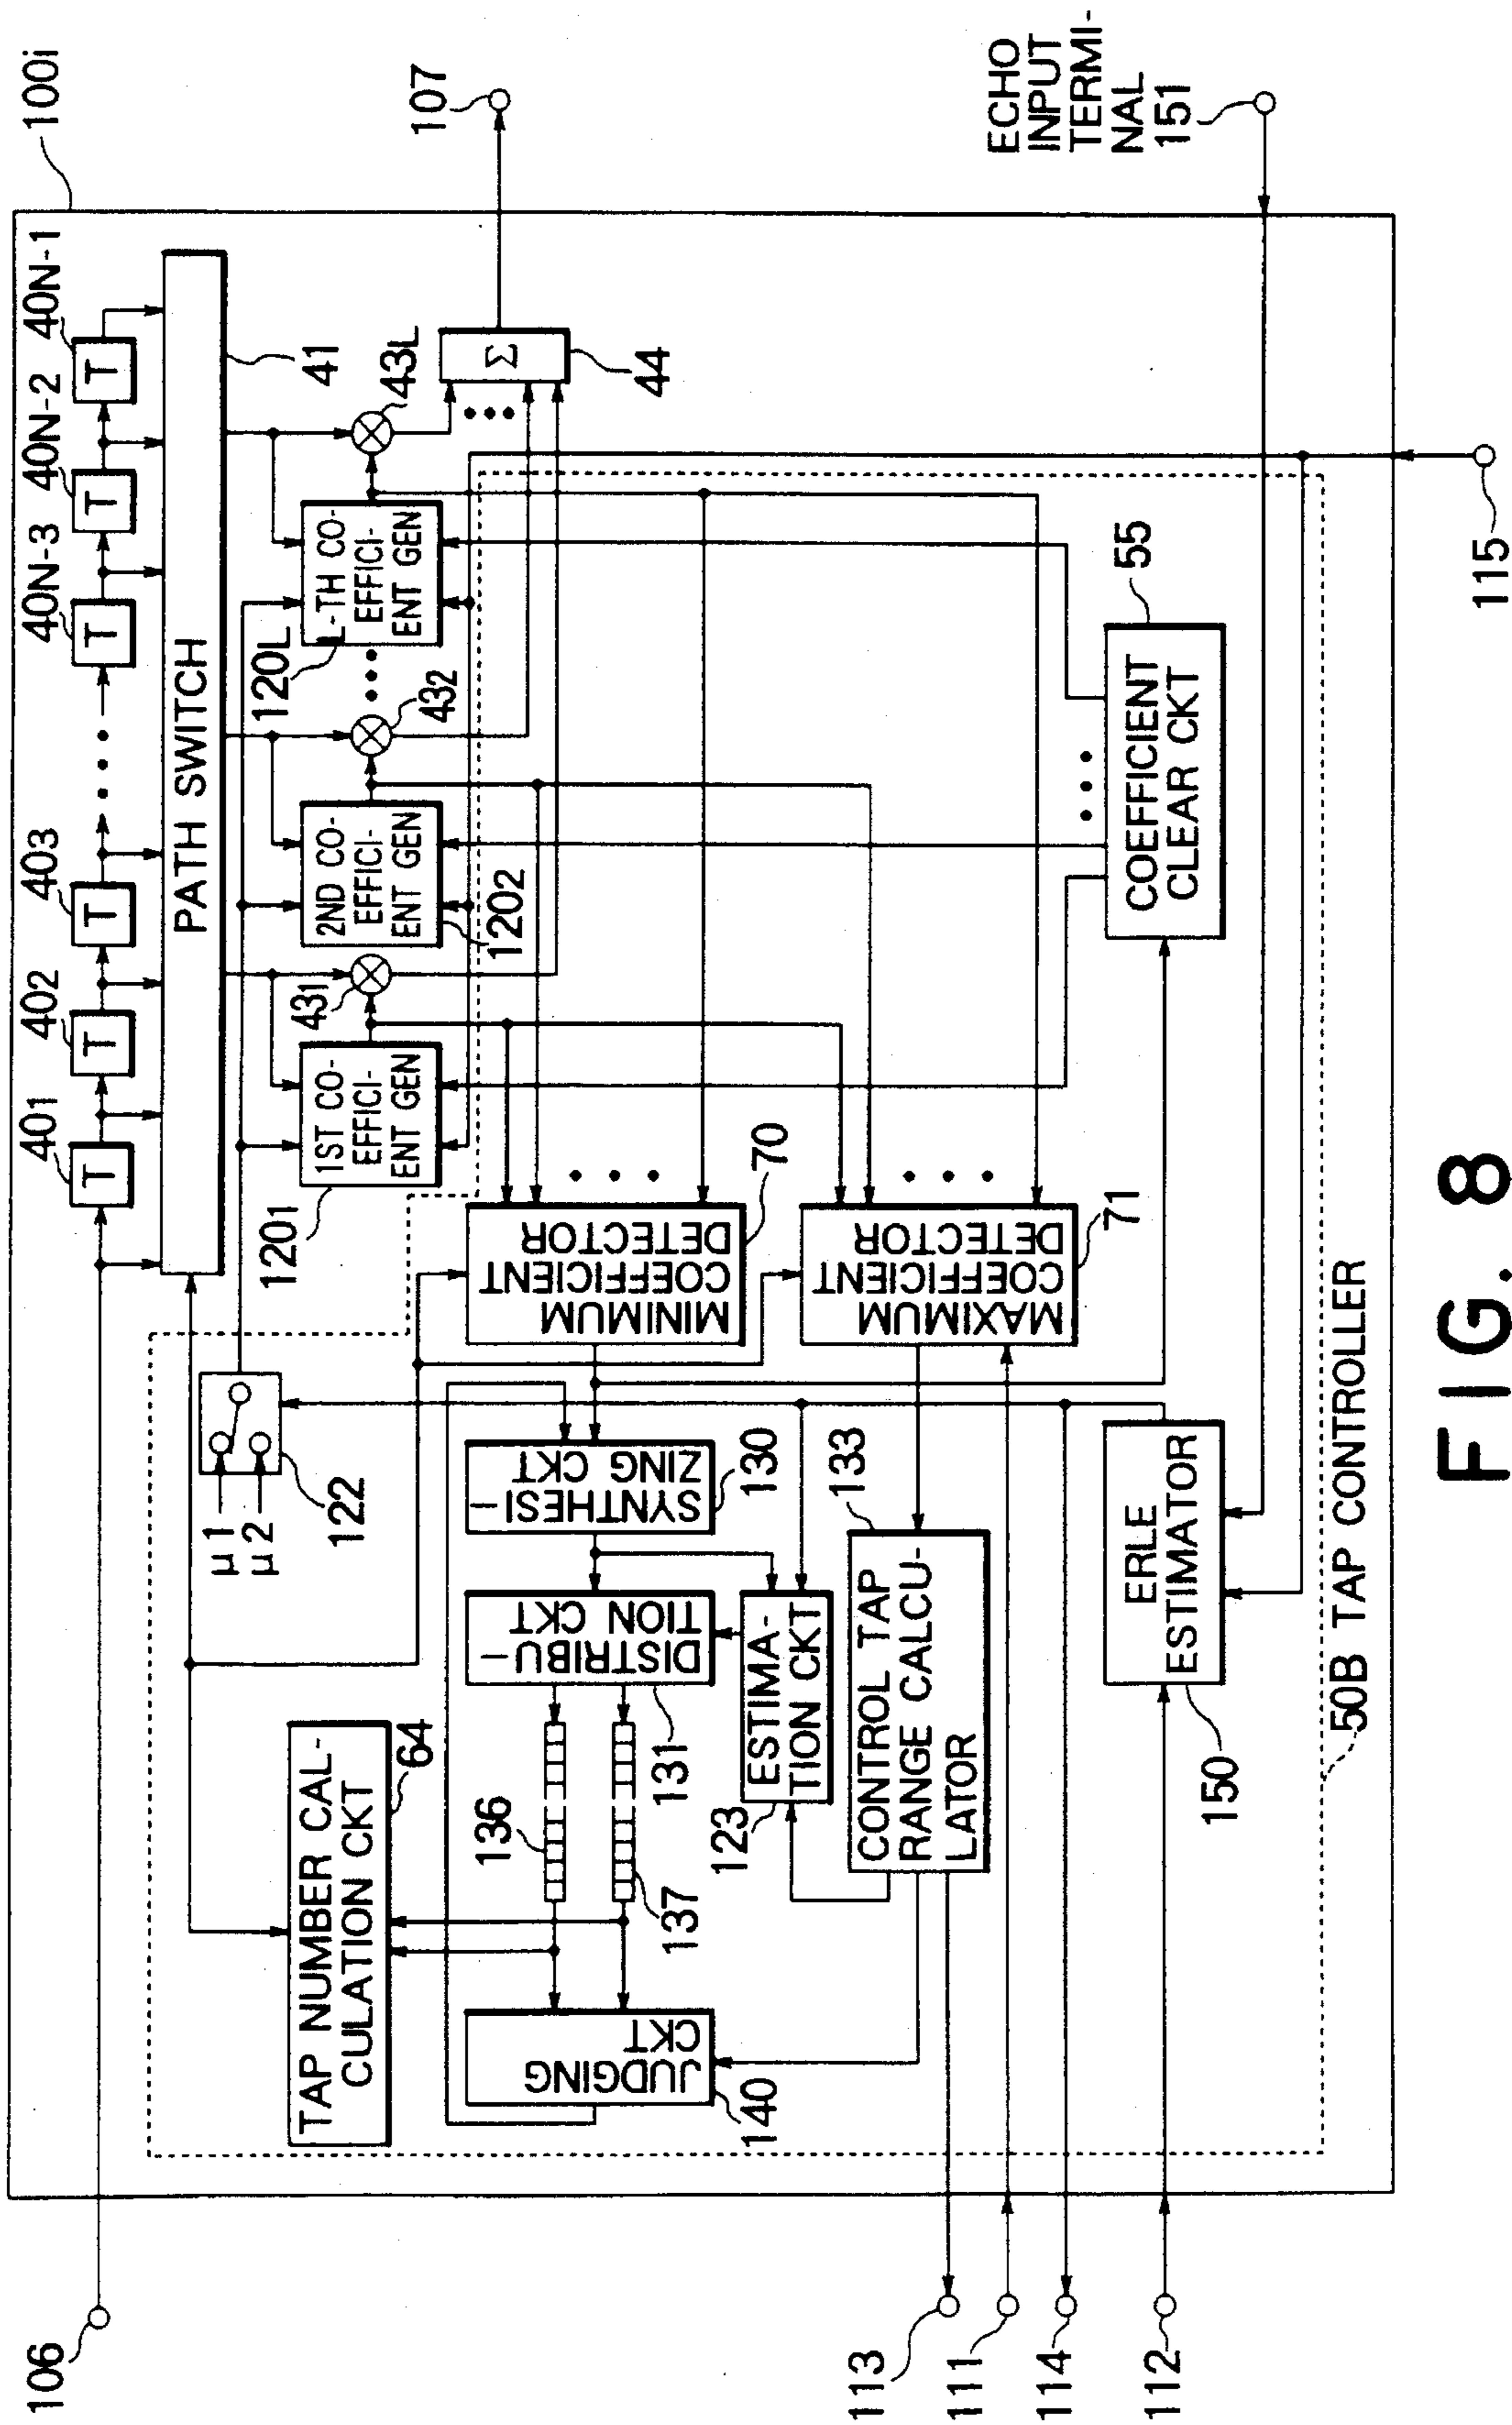 100i
106
401
402
403
40N-3
40N-2
40N-1
T
T
T
T
T
T
PATH SWITCH
41
107
μ1
μ2
122
1ST CO-
EFFICI-
ENT GEN
1201
431
2ND CO-
EFFICI-
ENT GEN
1202
432
L-TH CO-
EFFICI-
ENT GEN
120L
43L
Σ
44
TAP NUMBER CAL-
CULATION CKT
64
JUDGING
CKT
140
136
137
DISTRIBU-
TION CKT
131
SYNTHESI-
ZING CKT
130
MINIMUM
COEFFICIENT
DETECTOR
70
ESTIMA-
TION CKT
123
CONTROL TAP
RANGE CALCU-
LATOR
133
MAXIMUM
COEFFICIENT
DETECTOR
71
ERLE
ESTIMATOR
150
COEFFICIENT
CLEAR CKT
55
ECHO
INPUT
TERMI-
NAL
151
113
111
114
112
115
50B TAP CONTROLLER
FIG. 8